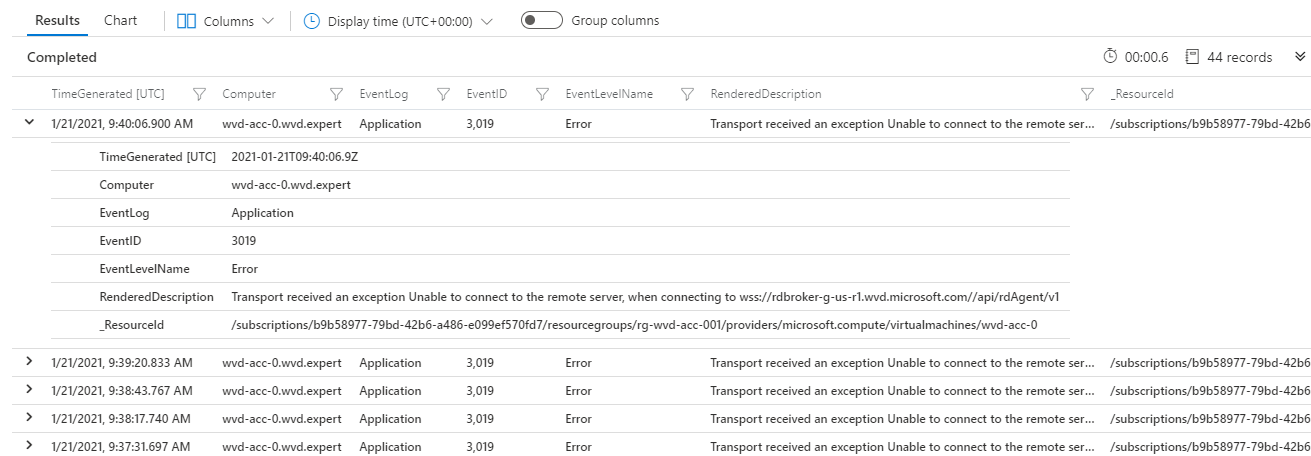 Results Chart Columns Display time (UTC+00:00) Group columns
Completed 00:00.6 44 records
TimeGenerated [UTC] Computer EventLog EventID EventLevelName RenderedDescription _ResourceId
1/21/2021, 9:40:06.900 AM wvd-acc-0.wvd.expert Application 3,019 Error Transport received an exception Unable to connect to the remote ser... /subscriptions/b9b58977-79bd-42b6
TimeGenerated [UTC] 2021-01-21T09:40:06.9Z
Computer wvd-acc-0.wvd.expert
EventLog Application
EventID 3019
EventLevelName Error
RenderedDescription Transport received an exception Unable to connect to the remote server, when connecting to wss://rdbroker-g-us-r1.wvd.microsoft.com//api/rdAgent/v1
_ResourceId /subscriptions/b9b58977-79bd-42b6-a486-e099ef570fd7/resourcegroups/rg-wvd-acc-001/providers/microsoft.compute/virtualmachines/wvd-acc-0
1/21/2021, 9:39:20.833 AM wvd-acc-0.wvd.expert Application 3,019 Error Transport received an exception Unable to connect to the remote ser... /subscriptions/b9b58977-79bd-42b6
1/21/2021, 9:38:43.767 AM wvd-acc-0.wvd.expert Application 3,019 Error Transport received an exception Unable to connect to the remote ser... /subscriptions/b9b58977-79bd-42b6
1/21/2021, 9:38:17.740 AM wvd-acc-0.wvd.expert Application 3,019 Error Transport received an exception Unable to connect to the remote ser... /subscriptions/b9b58977-79bd-42b6
1/21/2021, 9:37:31.697 AM wvd-acc-0.wvd.expert Application 3,019 Error Transport received an exception Unable to connect to the remote ser... /subscriptions/b9b58977-79bd-42b6